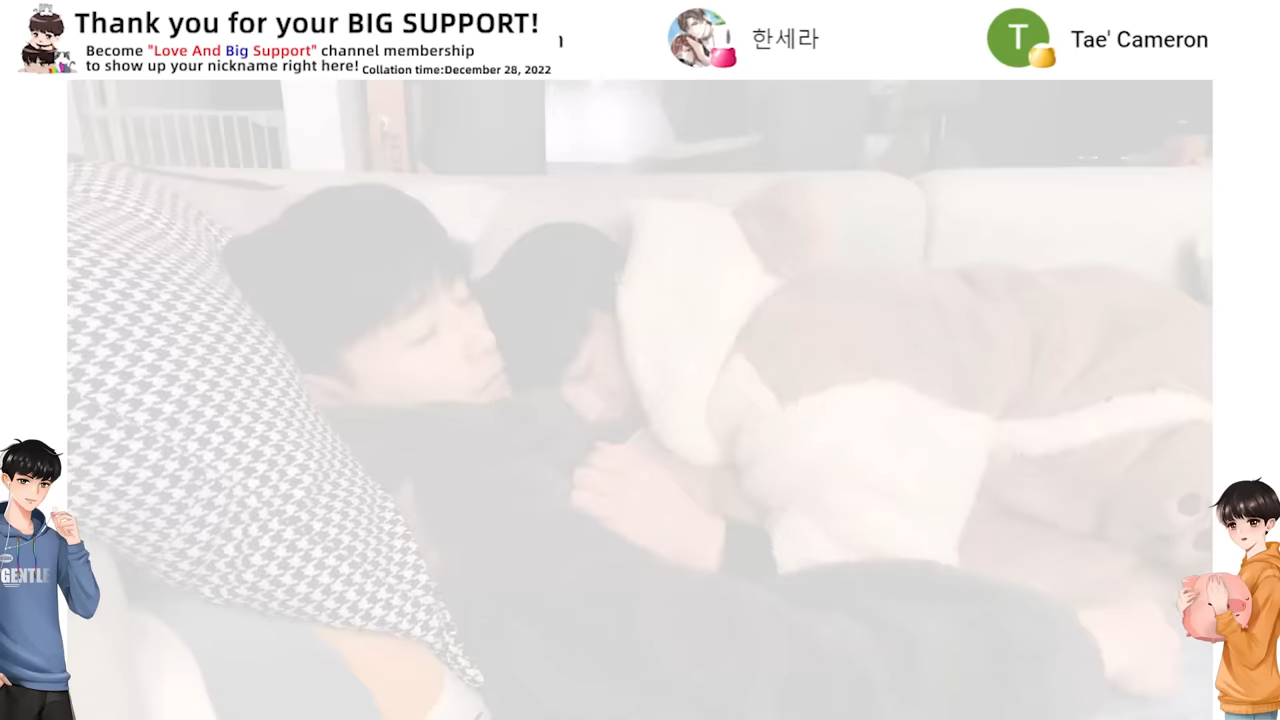 Thank you for your BIG SUPPORT!
Become "Love And Big Support" channel membership
to show up your nickname right here! Collation time:December 28, 2022
한세라
T Tae' Cameron
GENTLE